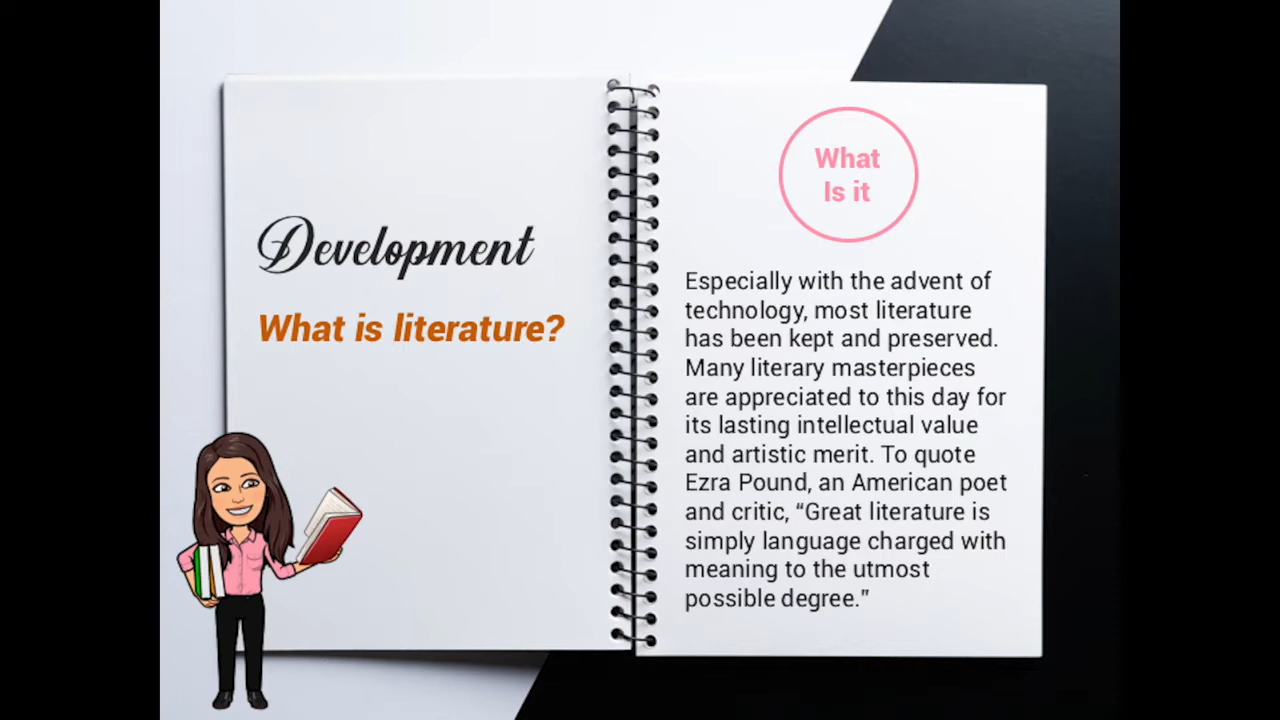 Development
What is literature?
What
Is it
Especially with the advent of
technology, most literature
has been kept and preserved.
Many literary masterpieces
are appreciated to this day for
its lasting intellectual value
and artistic merit. To quote
Ezra Pound, an American poet
and critic, “Great literature is
simply language charged with
meaning to the utmost
possible degree.”